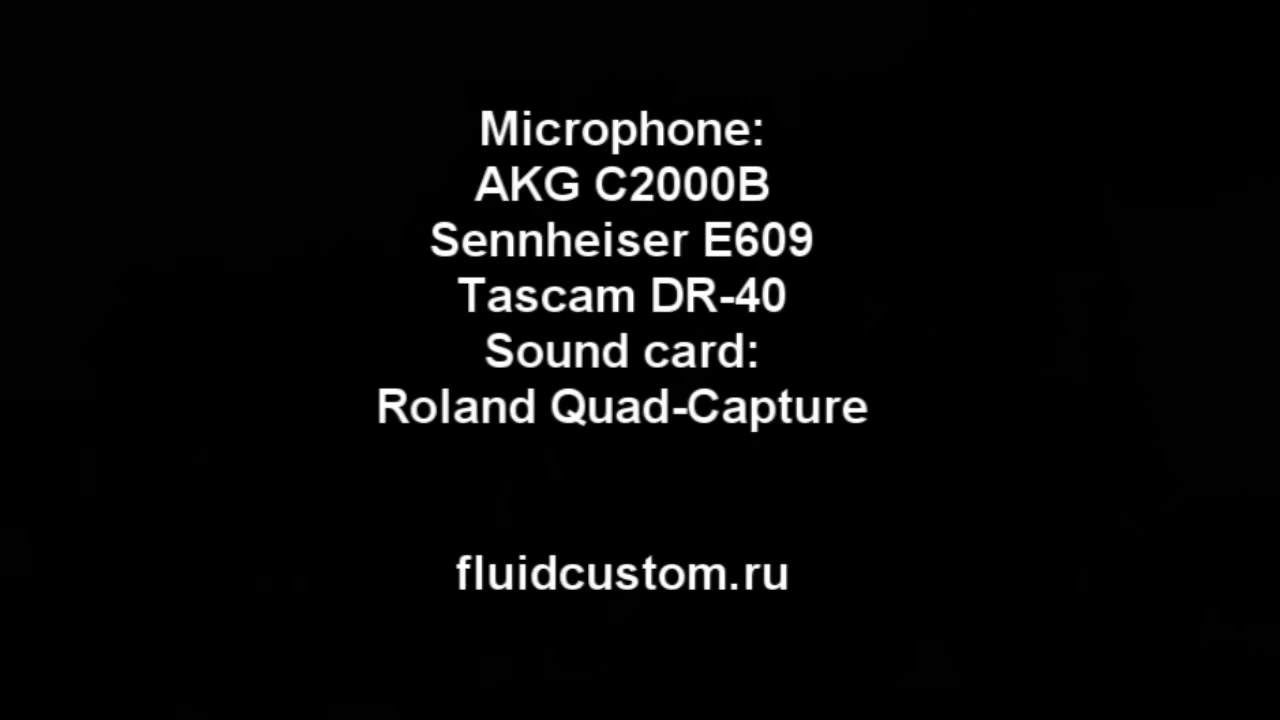 Microphone:
AKG C2000B
Sennheiser E609
Tascam DR-40
Sound card:
Roland Quad-Capture
fluidcustom.ru